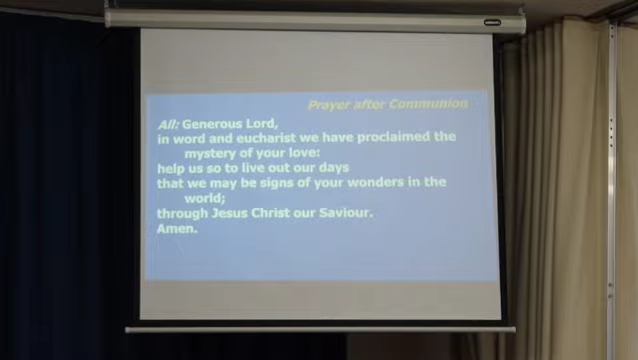 Prayer after Communion
All: Generous Lord,
in word and eucharist we have proclaimed the
mystery of your love:
help us so to live out our days
that we may be signs of your wonders in the
world;
through Jesus Christ our Saviour.
Amen.